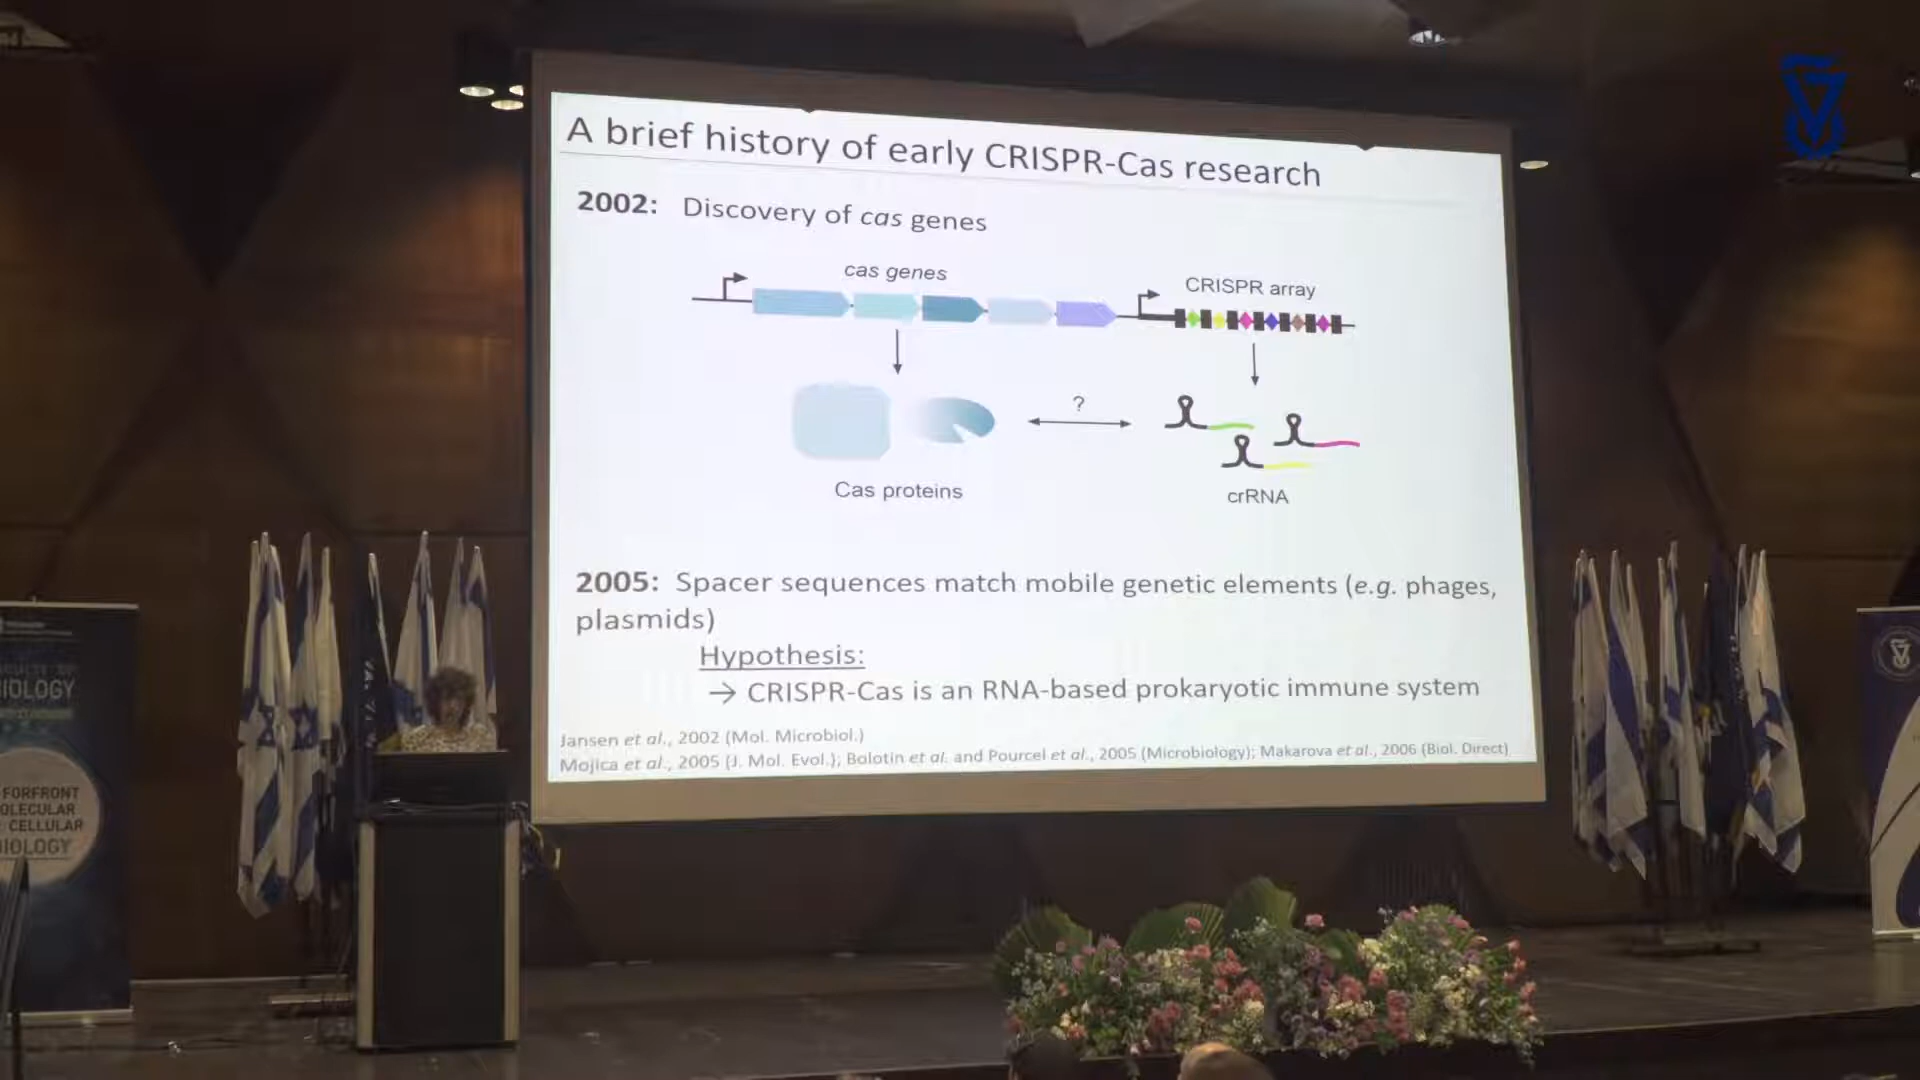 A brief history of early CRISPR-Cas research
2002: Discovery of cas genes
cas genes
CRISPR array
?
Cas proteins
crRNA
2005: Spacer sequences match mobile genetic elements (e.g. phages,
plasmids)
Hypothesis:
→ CRISPR-Cas is an RNA-based prokaryotic immune system
Jansen et al., 2002 (Mol. Microbiol.)
Mojica et al., 2005 (J. Mol. Evol.); Bolotin et al. and Pourcel et al., 2005 (Microbiology); Makarova et al., 2006 (Biol. Direct)
IOLOGY
FORFRONT
OLECULAR
CELLULAR
IOLOGY